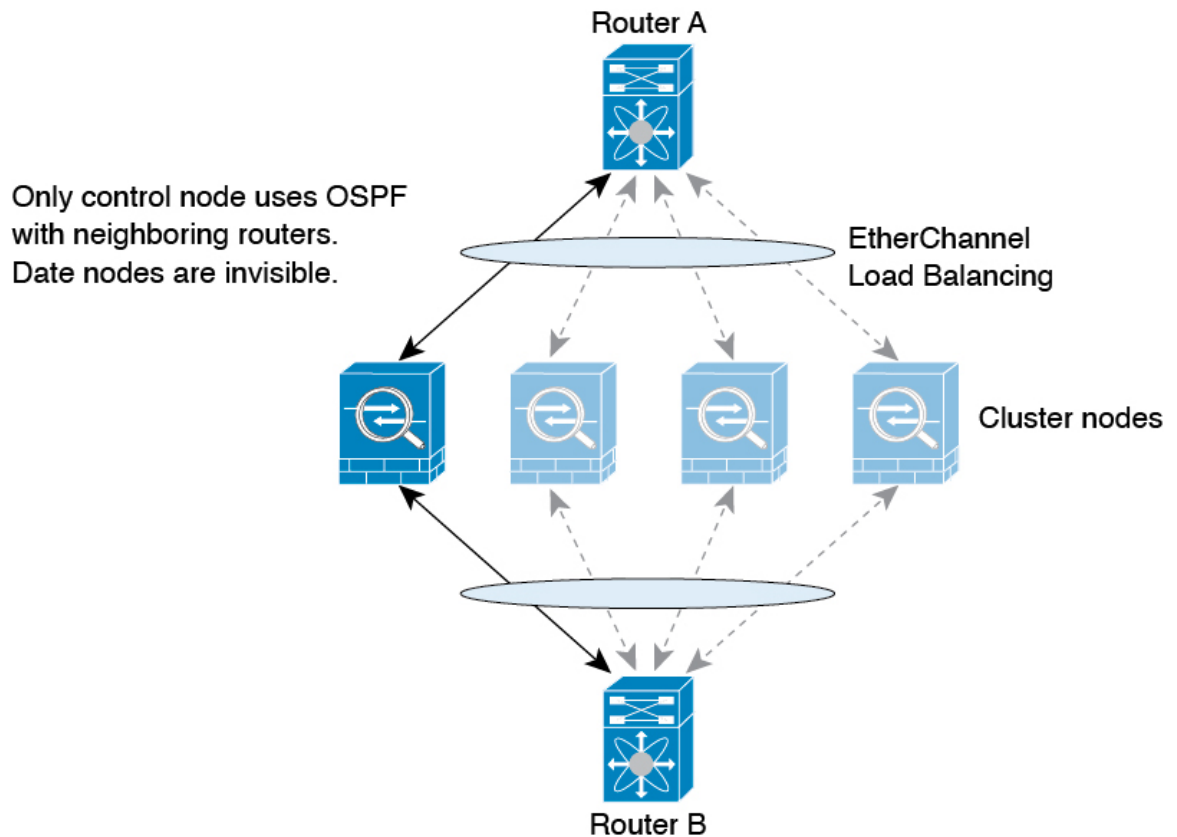 Router A
Only control node uses OSPF
with neighboring routers.
Date nodes are invisible.
EtherChannel
Load Balancing
Cluster nodes
Router B